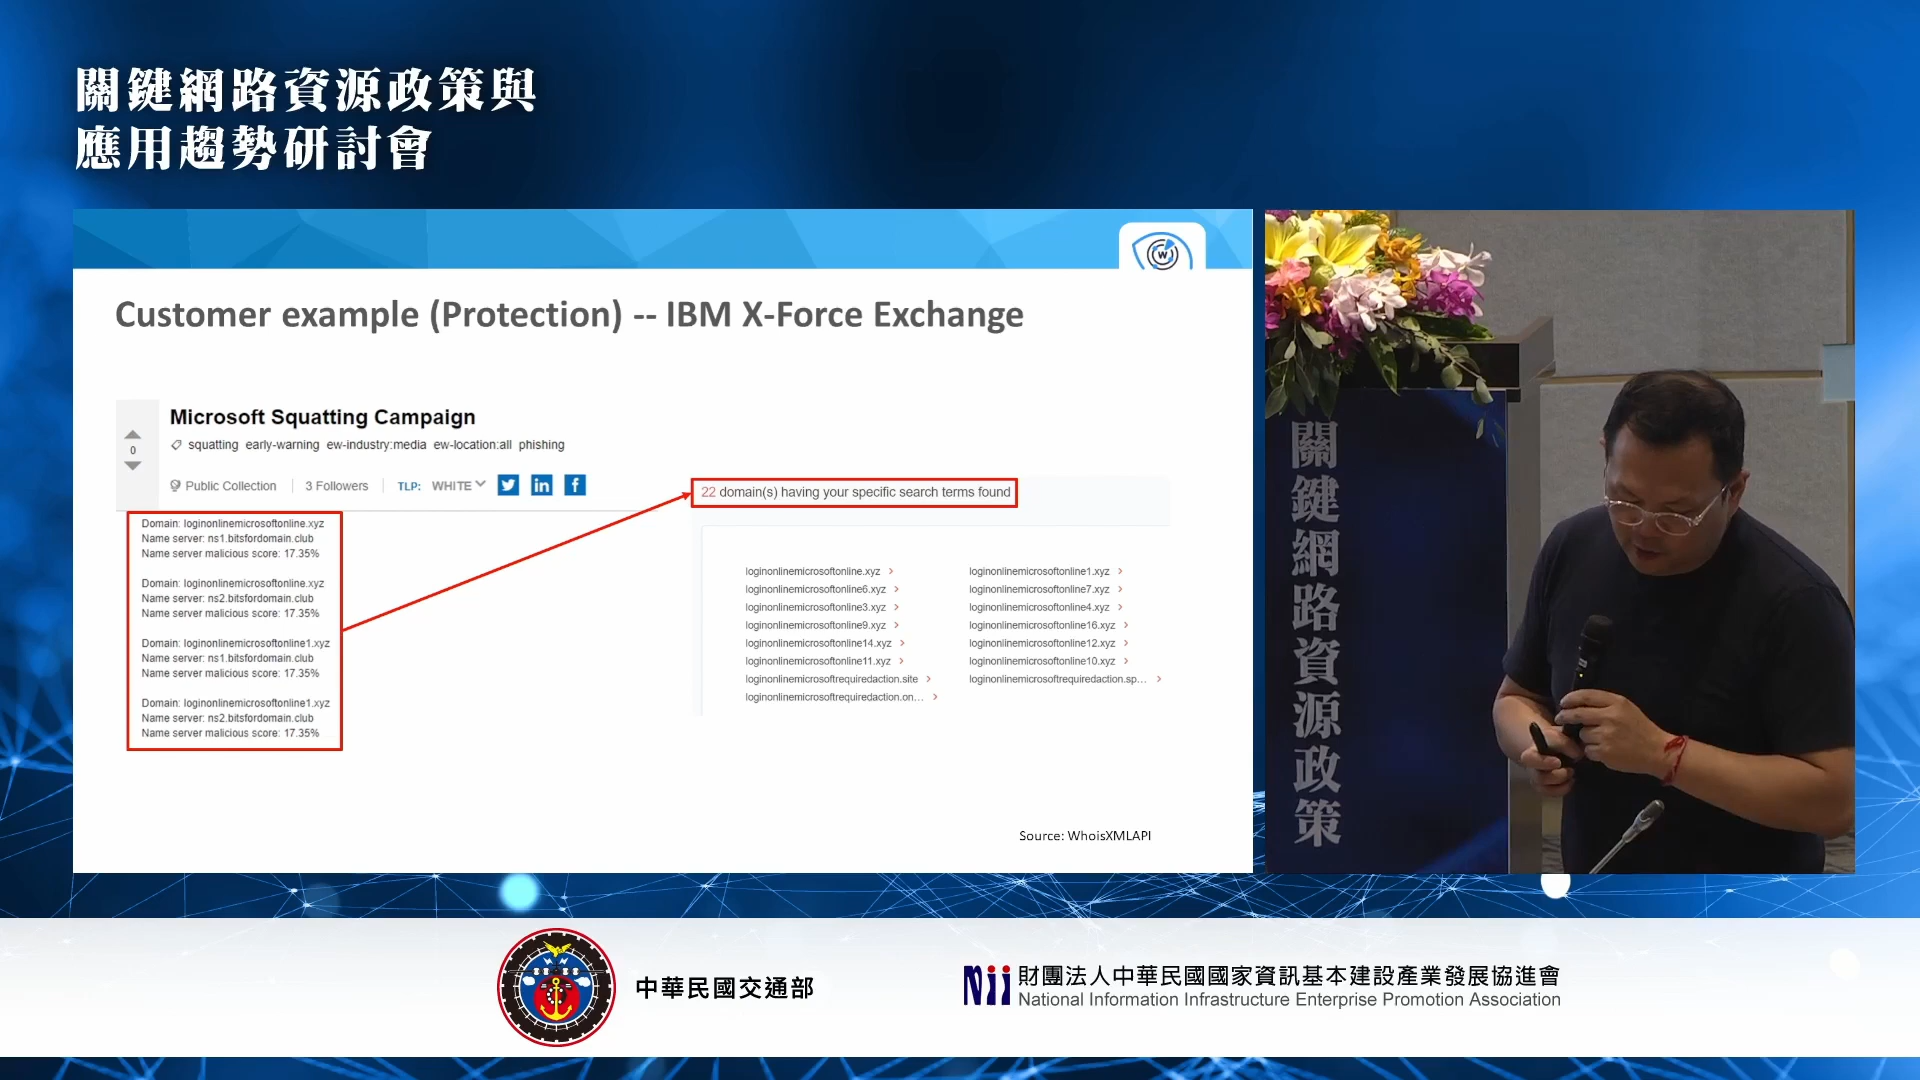 關鍵網路資源政策與
應用趨勢研討會
W
Customer example (Protection) -- IBM X-Force Exchange
0
Microsoft Squatting Campaign
squatting early-warning ew-industry:media ew-location:all phishing
Public Collection 3 Followers TLP: WHITE in f
Domain: loginonlinemicrosoftonline.xyz
Name server: ns1.bitsfordomain.club
Name server malicious score: 17.35%
Domain: loginonlinemicrosoftonline.xyz
Name server: ns2.bitsfordomain.club
Name server malicious score: 17.35%
Domain: loginonlinemicrosoftonline1.xyz
Name server: ns1.bitsfordomain.club
Name server malicious score: 17.35%
Domain: loginonlinemicrosoftonline1.xyz
Name server: ns2.bitsfordomain.club
Name server malicious score: 17.35%
22 domain(s) having your specific search terms found
loginonlinemicrosoftonline.xyz
loginonlinemicrosoftonline6.xyz
loginonlinemicrosoftonline3.xyz
loginonlinemicrosoftonline9.xyz
loginonlinemicrosoftonline14.xyz
loginonlinemicrosoftonline11.xyz
loginonlinemicrosoftrequiredaction.site
loginonlinemicrosoftrequiredaction.on...
loginonlinemicrosoftonline1.xyz
loginonlinemicrosoftonline7.xyz
loginonlinemicrosoftonline4.xyz
loginonlinemicrosoftonline16.xyz
loginonlinemicrosoftonline12.xyz
loginonlinemicrosoftonline10.xyz
loginonlinemicrosoftrequiredaction.sp...
Source: WhoisXMLAPI
關鍵網路資源政策
中華民國交通部
nii 財團法人中華民國國家資訊基本建設產業發展協進會
National Information Infrastructure Enterprise Promotion Association